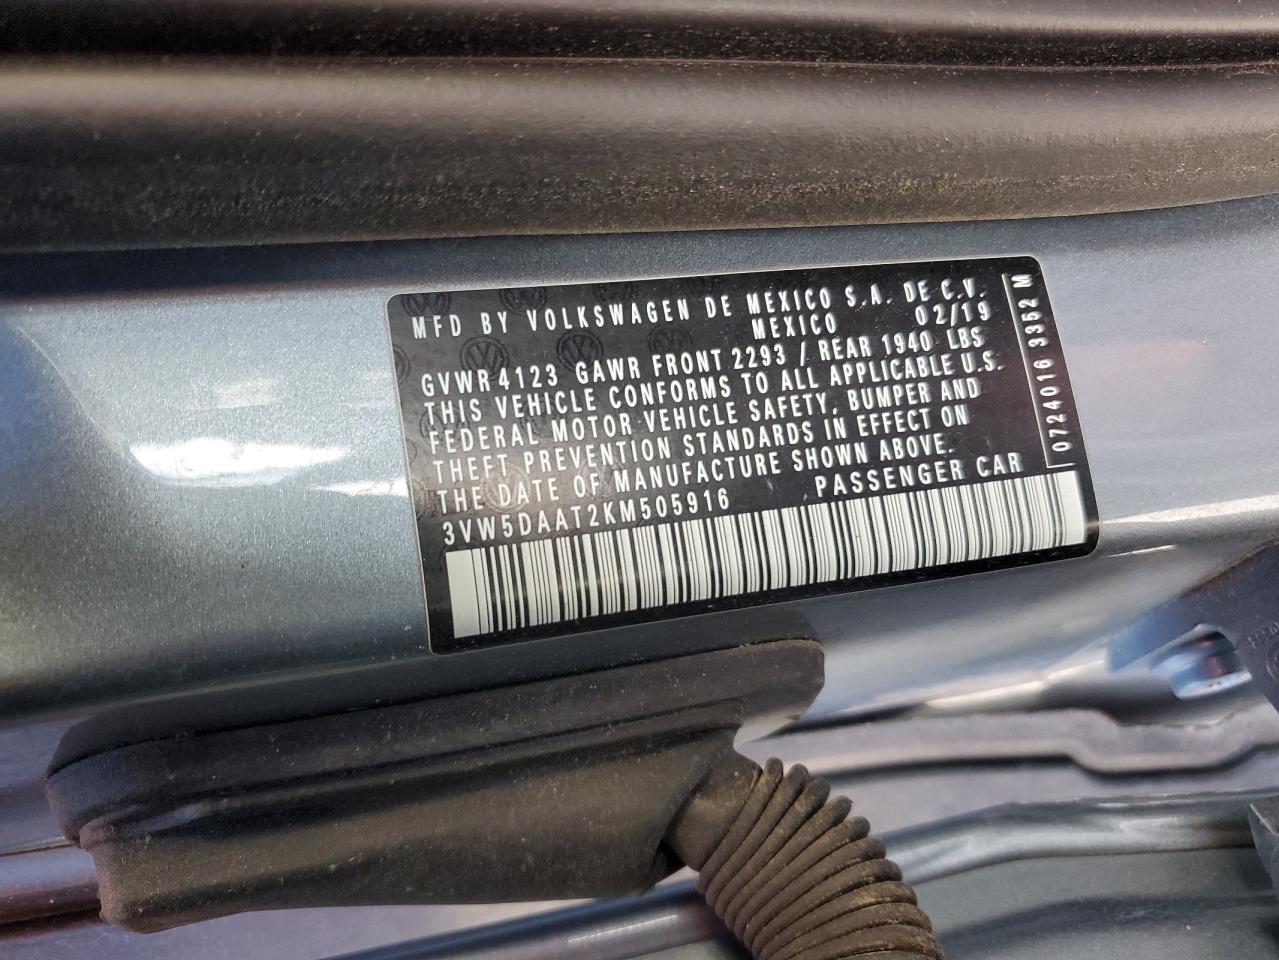 MFD BY VOLKSWAGEN DE MEXICO S.A. DE C.V.
MEXICO 02/19
GVWR 4123 GAWR FRONT 2293 / REAR 1940 LBS
THIS VEHICLE CONFORMS TO ALL APPLICABLE U.S.
FEDERAL MOTOR VEHICLE SAFETY, BUMPER AND
THEFT PREVENTION STANDARDS IN EFFECT ON
THE DATE OF MANUFACTURE SHOWN ABOVE.
3VW5DAAT2KM505916 PASSENGER CAR
0724016 3352 M